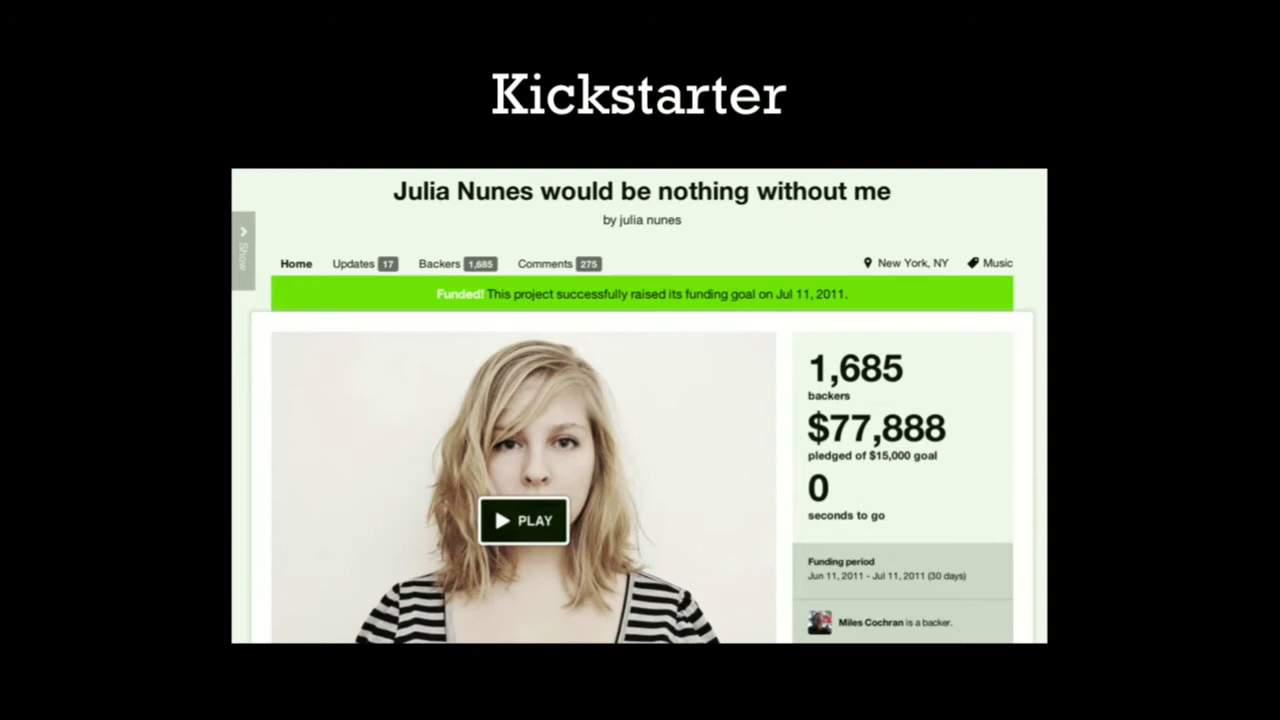 Kickstarter
Julia Nunes would be nothing without me
by julia nunes
Show
Home Updates 17 Backers 1,685 Comments 275 New York, NY Music
Funded! This project successfully raised its funding goal on Jul 11, 2011.
PLAY
1,685
backers
$77,888
pledged of $15,000 goal
0
seconds to go
Funding period
Jun 11, 2011 - Jul 11, 2011 (30 days)
Miles Cochran is a backer.